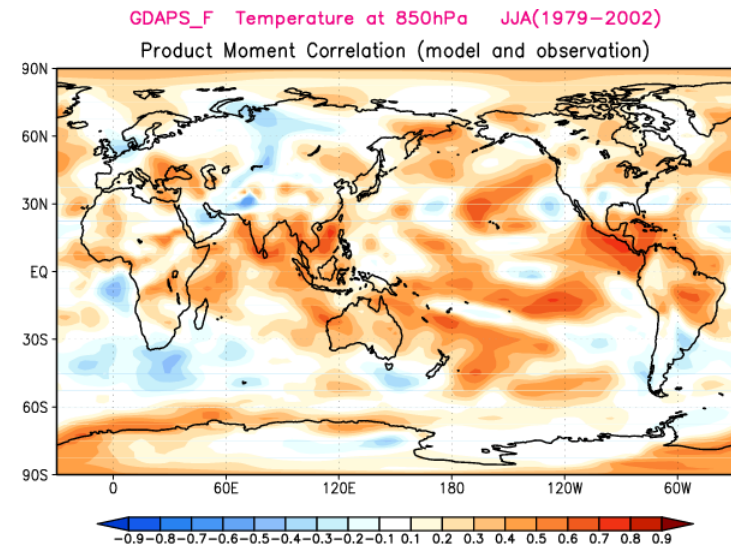 GDAPS_F Temperature at 850hPa JJA(1979-2002)
Product Moment Correlation (model and observation)
90N
60N
30N
EQ
30S
60S
90S
0 60E 120E 180 120W 60W
-0.9 -0.8 -0.7 -0.6 -0.5 -0.4 -0.3 -0.2 -0.1 0.1 0.2 0.3 0.4 0.5 0.6 0.7 0.8 0.9